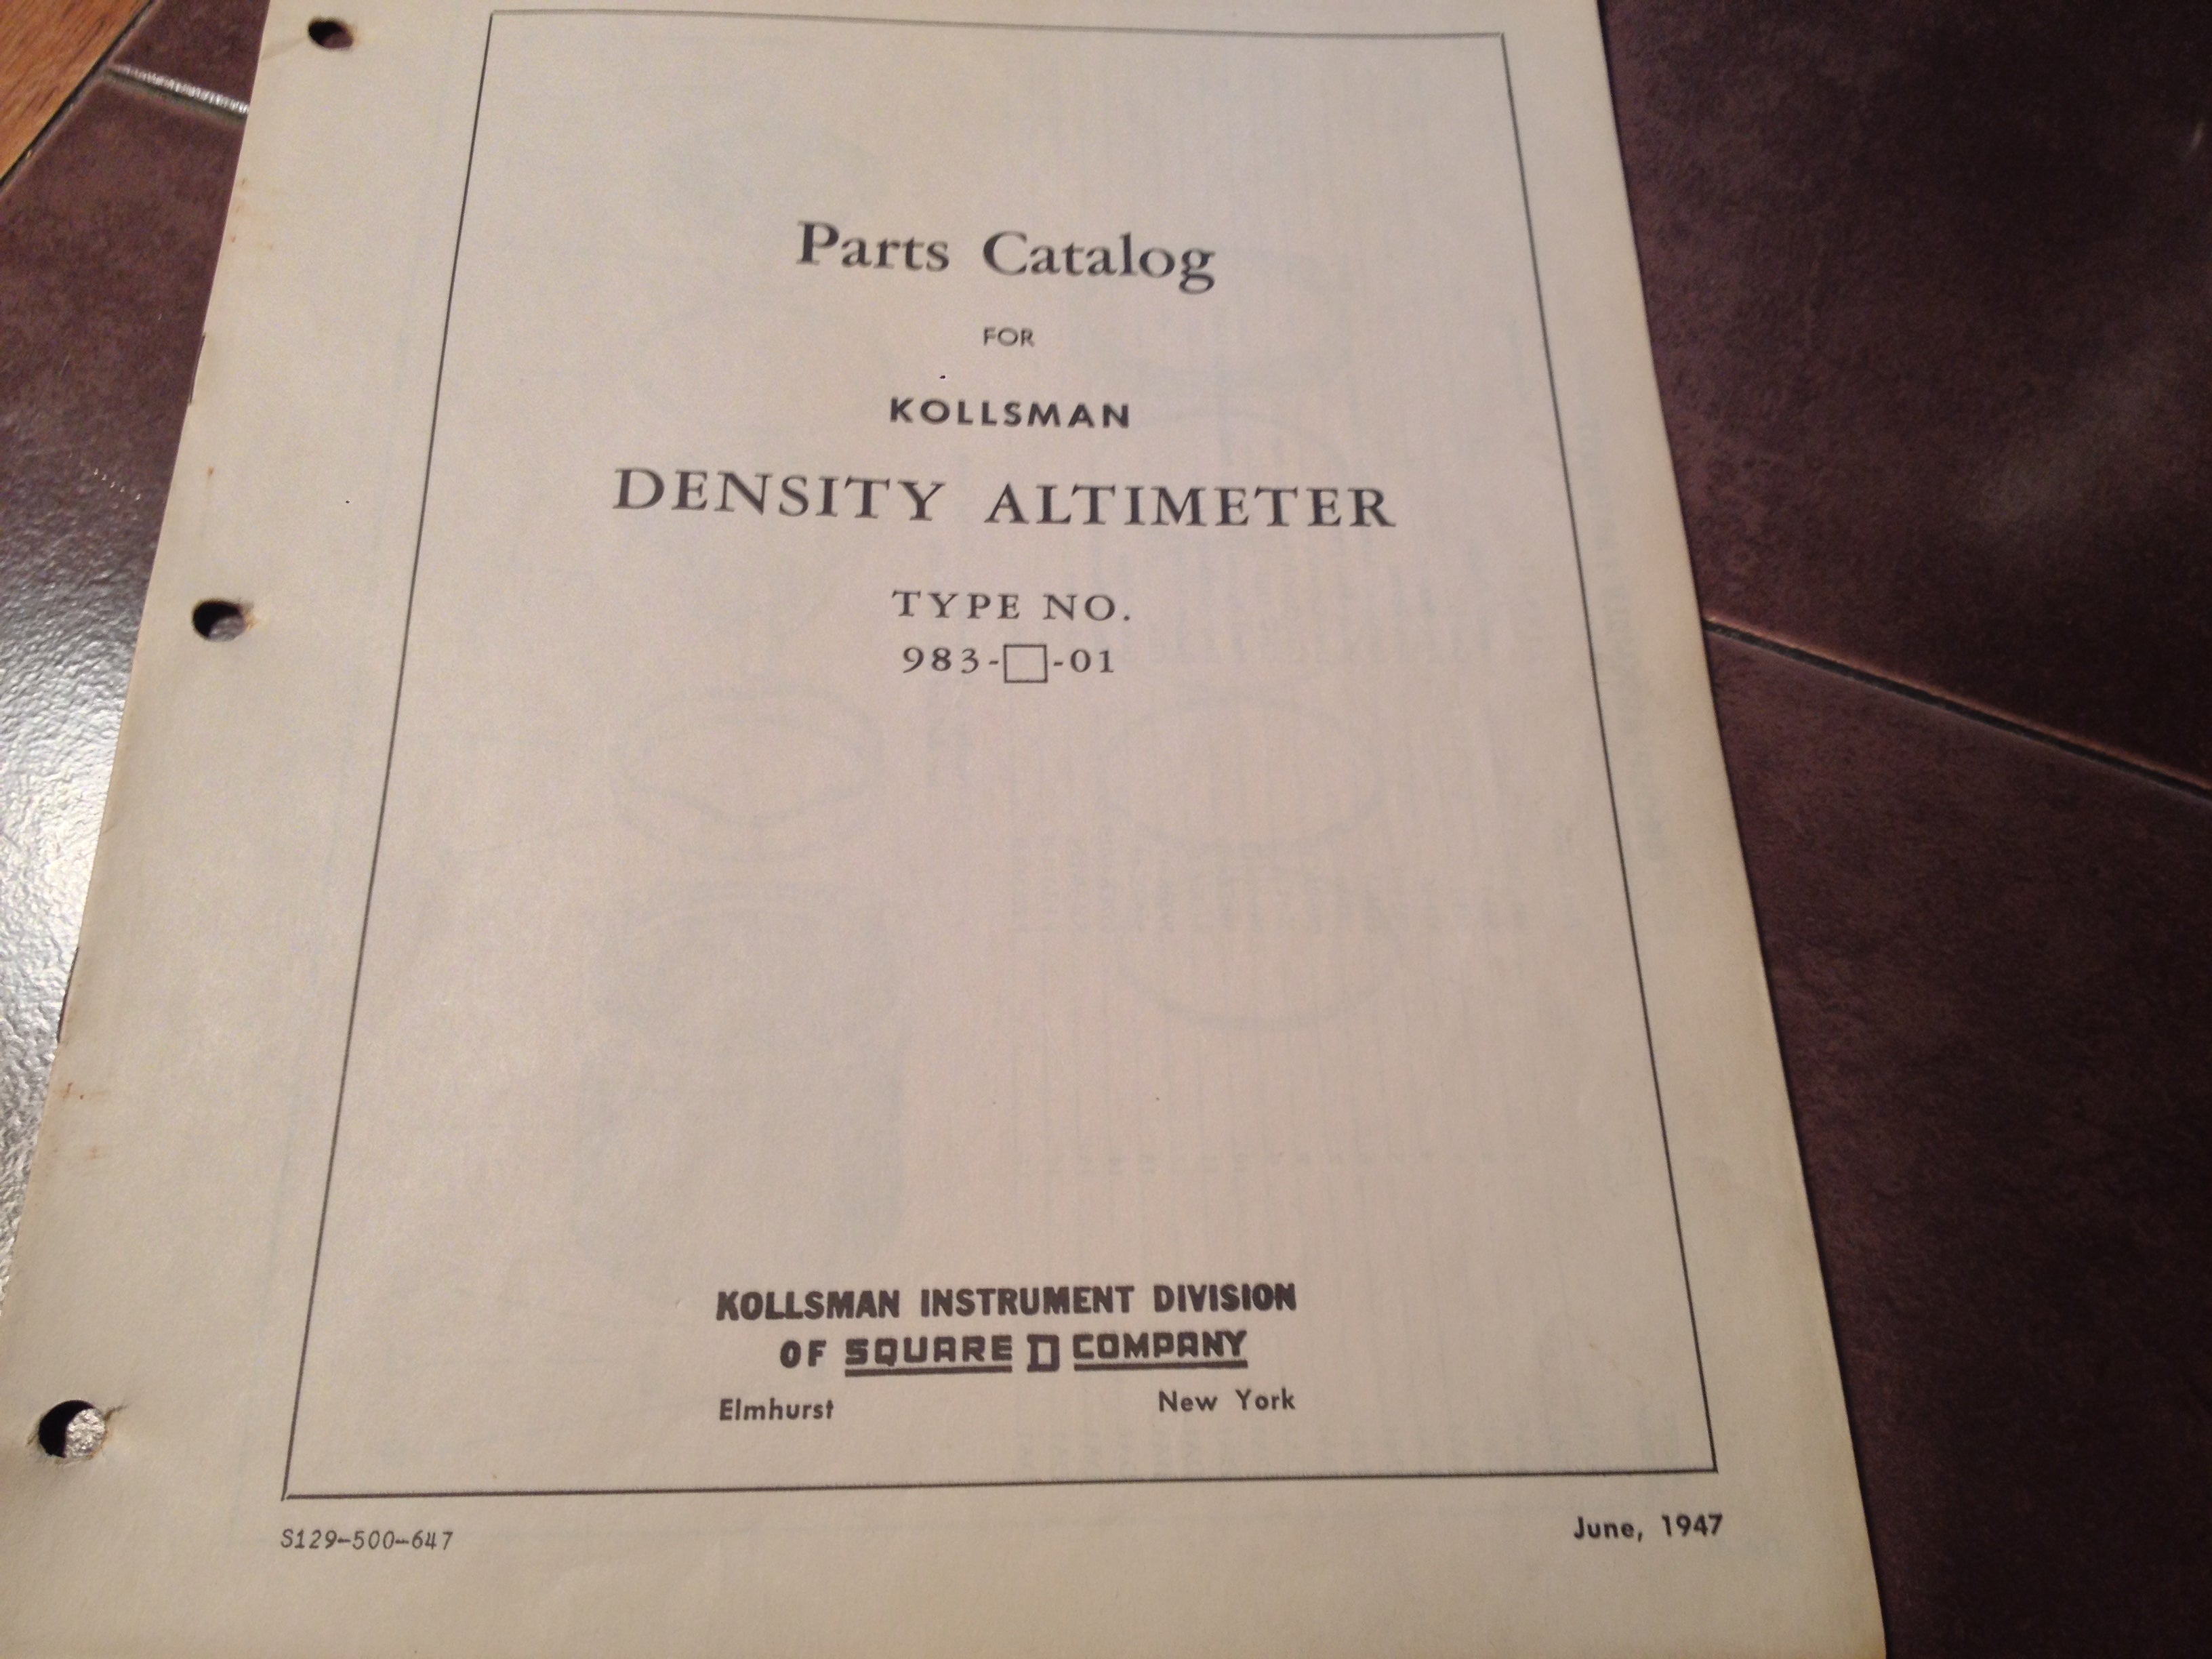 Parts Catalog
FOR
KOLLSMAN
DENSITY ALTIMETER
TYPE NO.
983-□-01
KOLLSMAN INSTRUMENT DIVISION
OF SQUARE D COMPANY
Elmhurst New York
S129-500-647 June, 1947